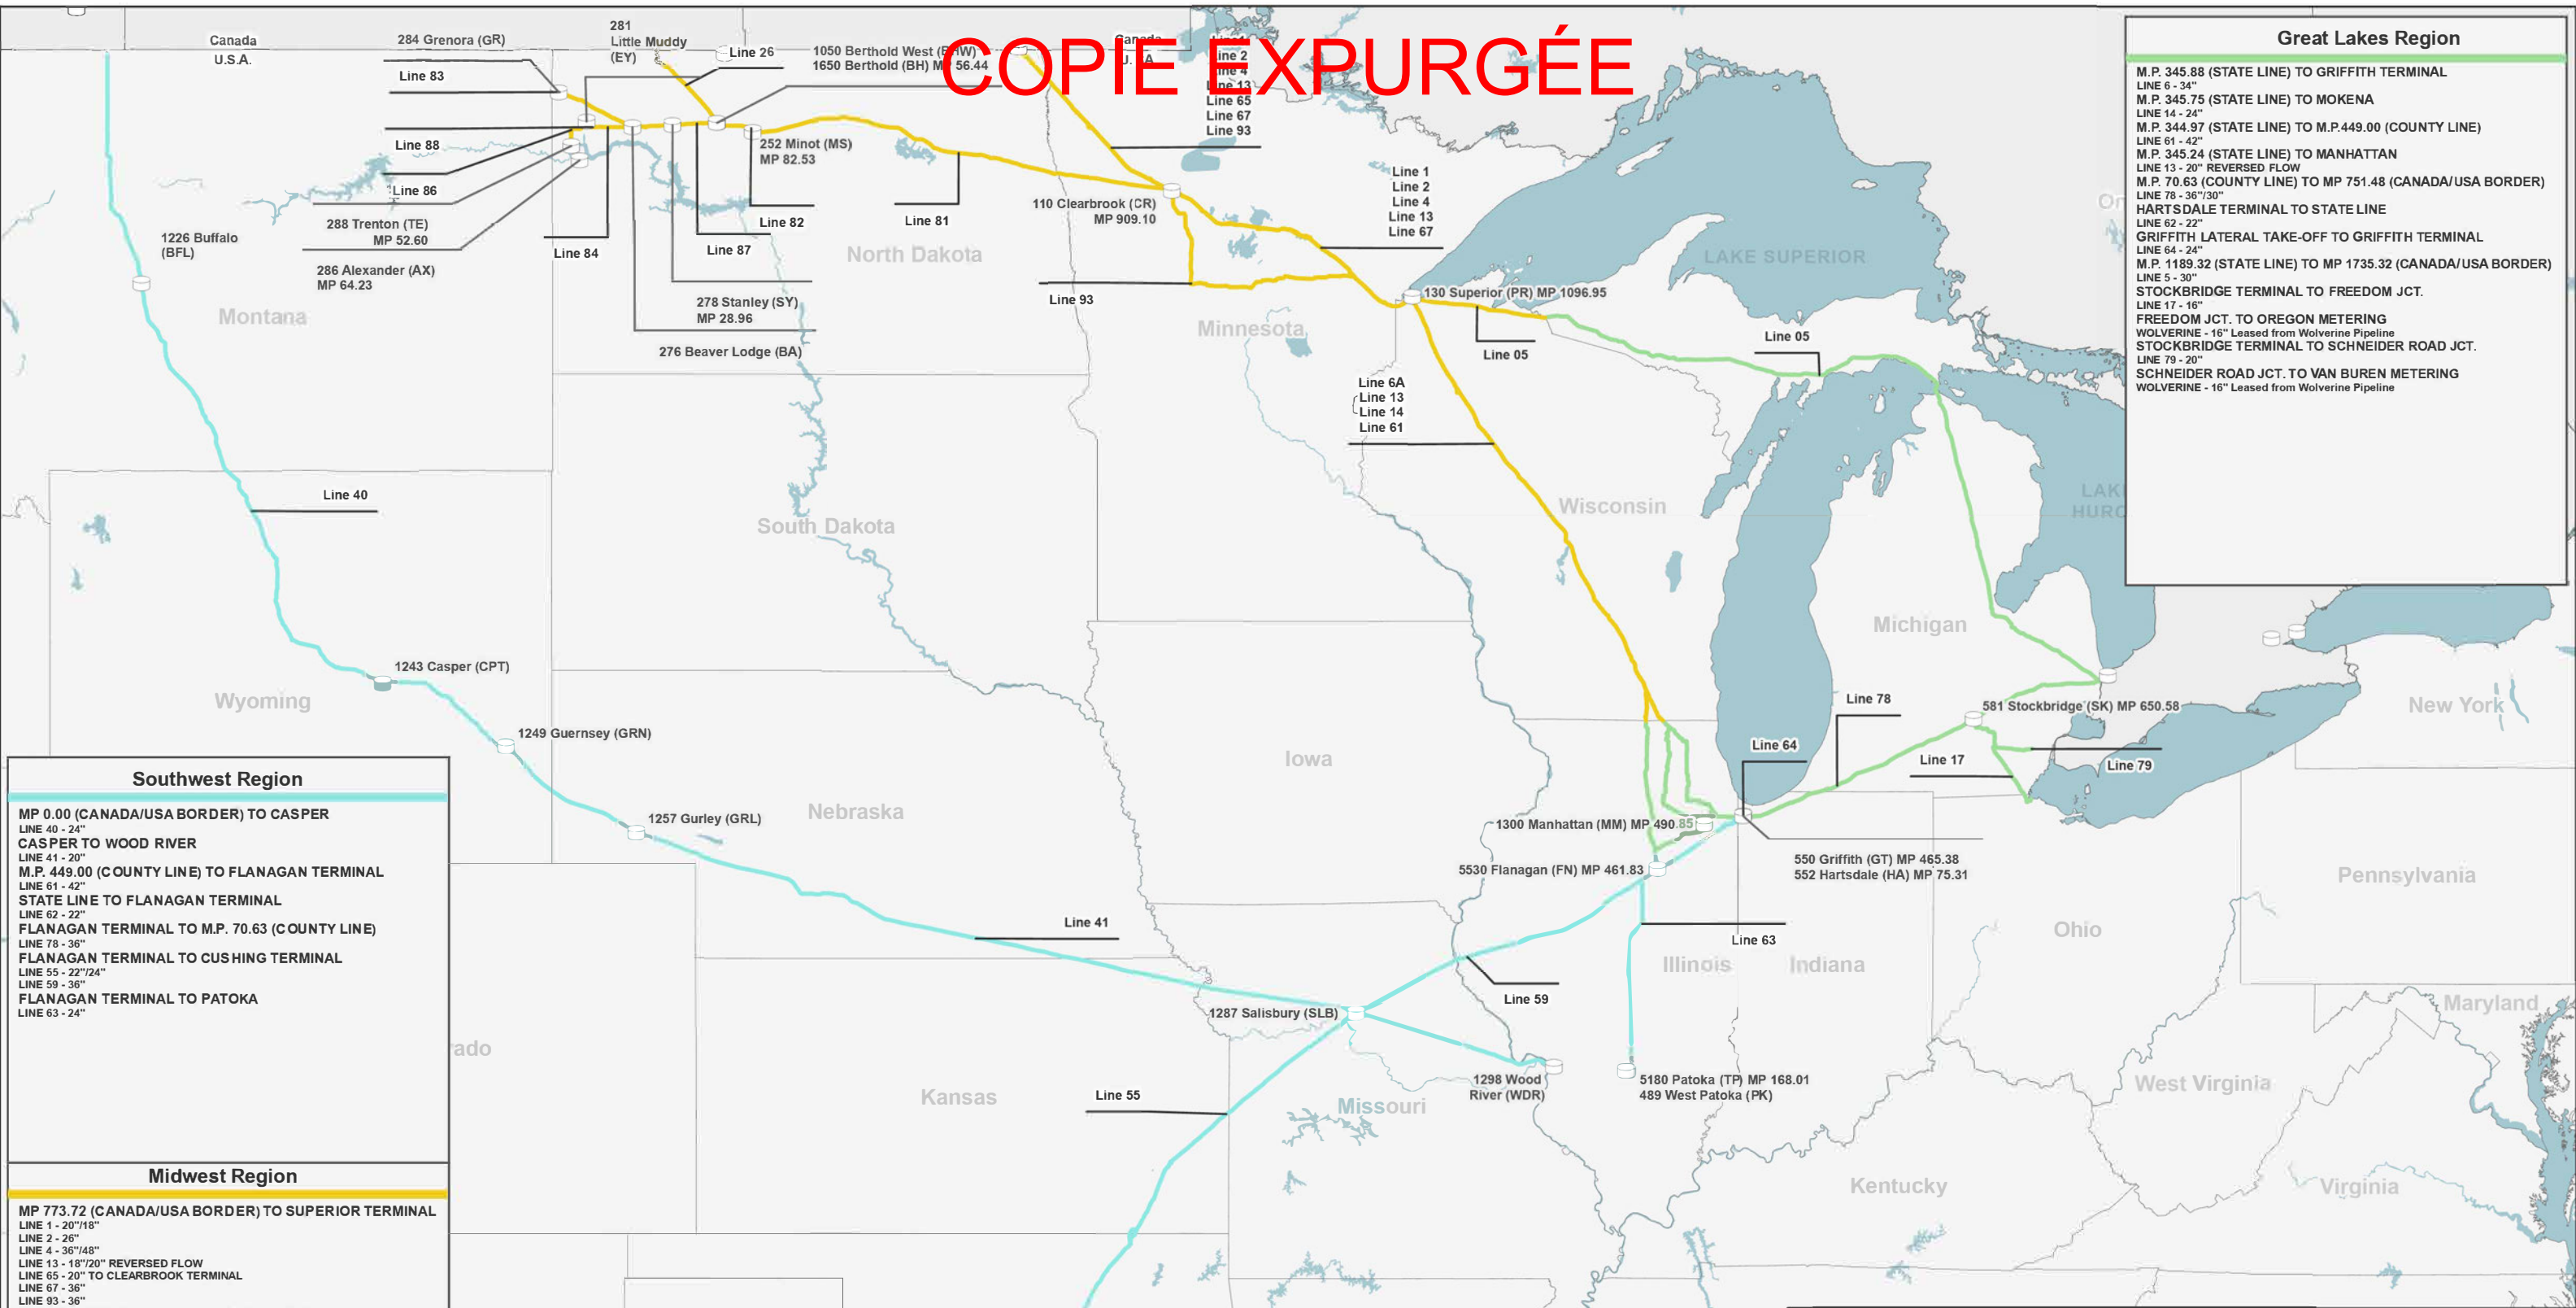 COPIE EXPURGÉE
Canada
U.S.A.
284 Grenora (GR)
Line 83
281
Little Muddy
(EY)
Line 26
1050 Berthold West (BHW)
1650 Berthold (BH) MP 56.44
Canada
Line 2
Line 4
Line 13
Line 65
Line 67
Line 93
Line 88
Line 86
288 Trenton (TE)
MP 52.60
286 Alexander (AX)
MP 64.23
Line 84
252 Minot (MS)
MP 82.53
Line 82
Line 87
278 Stanley (SY)
MP 28.96
276 Beaver Lodge (BA)
Line 81
North Dakota
110 Clearbrook (CR)
MP 909.10
Line 93
Line 1
Line 2
Line 4
Line 13
Line 67
1226 Buffalo
(BFL)
Montana
Minnesota
130 Superior (PR) MP 1096.95
LAKE SUPERIOR
Line 05
Line 05
Line 6A
Line 13
Line 14
Line 61
Line 40
South Dakota
Wisconsin
Michigan
1243 Casper (CPT)
Wyoming
1249 Guernsey (GRN)
1257 Gurley (GRL)
Nebraska
Iowa
Line 78
Line 64
581 Stockbridge (SK) MP 650.58
Line 17
Line 79
New York
1300 Manhattan (MM) MP 490.85
5530 Flanagan (FN) MP 461.83
550 Griffith (GT) MP 465.38
552 Hartsdale (HA) MP 75.31
Pennsylvania
Line 41
Line 63
Illinois
Indiana
Ohio
Line 59
1287 Salisbury (SLB)
Maryland
rado
Kansas
Line 55
Missouri
1298 Wood
River (WDR)
5180 Patoka (TP) MP 168.01
489 West Patoka (PK)
West Virginia
Kentucky
Virginia
Great Lakes Region
M.P. 345.88 (STATE LINE) TO GRIFFITH TERMINAL
LINE 6 - 34"
M.P. 345.75 (STATE LINE) TO MOKENA
LINE 14 - 24"
M.P. 344.97 (STATE LINE) TO M.P.449.00 (COUNTY LINE)
LINE 61 - 42"
M.P. 345.24 (STATE LINE) TO MANHATTAN
LINE 13 - 20" REVERSED FLOW
M.P. 70.63 (COUNTY LINE) TO MP 751.48 (CANADA/USA BORDER)
LINE 78 - 36"/30"
HARTSDALE TERMINAL TO STATE LINE
LINE 62 - 22"
GRIFFITH LATERAL TAKE-OFF TO GRIFFITH TERMINAL
LINE 64 - 24"
M.P. 1189.32 (STATE LINE) TO MP 1735.32 (CANADA/USA BORDER)
LINE 5 - 30"
STOCKBRIDGE TERMINAL TO FREEDOM JCT.
LINE 17 - 16"
FREEDOM JCT. TO OREGON METERING
WOLVERINE - 16" Leased from Wolverine Pipeline
STOCKBRIDGE TERMINAL TO SCHNEIDER ROAD JCT.
LINE 79 - 20"
SCHNEIDER ROAD JCT. TO VAN BUREN METERING
WOLVERINE - 16" Leased from Wolverine Pipeline
Southwest Region
MP 0.00 (CANADA/USA BORDER) TO CASPER
LINE 40 - 24"
CASPER TO WOOD RIVER
LINE 41 - 20"
M.P. 449.00 (COUNTY LINE) TO FLANAGAN TERMINAL
LINE 61 - 42"
STATE LINE TO FLANAGAN TERMINAL
LINE 62 - 22"
FLANAGAN TERMINAL TO M.P. 70.63 (COUNTY LINE)
LINE 78 - 36"
FLANAGAN TERMINAL TO CUSHING TERMINAL
LINE 55 - 22"/24"
LINE 59 - 36"
FLANAGAN TERMINAL TO PATOKA
LINE 63 - 24"
Midwest Region
MP 773.72 (CANADA/USA BORDER) TO SUPERIOR TERMINAL
LINE 1 - 20"/18"
LINE 2 - 26"
LINE 4 - 36"/48"
LINE 13 - 18"/20" REVERSED FLOW
LINE 65 - 20" TO CLEARBROOK TERMINAL
LINE 67 - 36"
LINE 93 - 36"